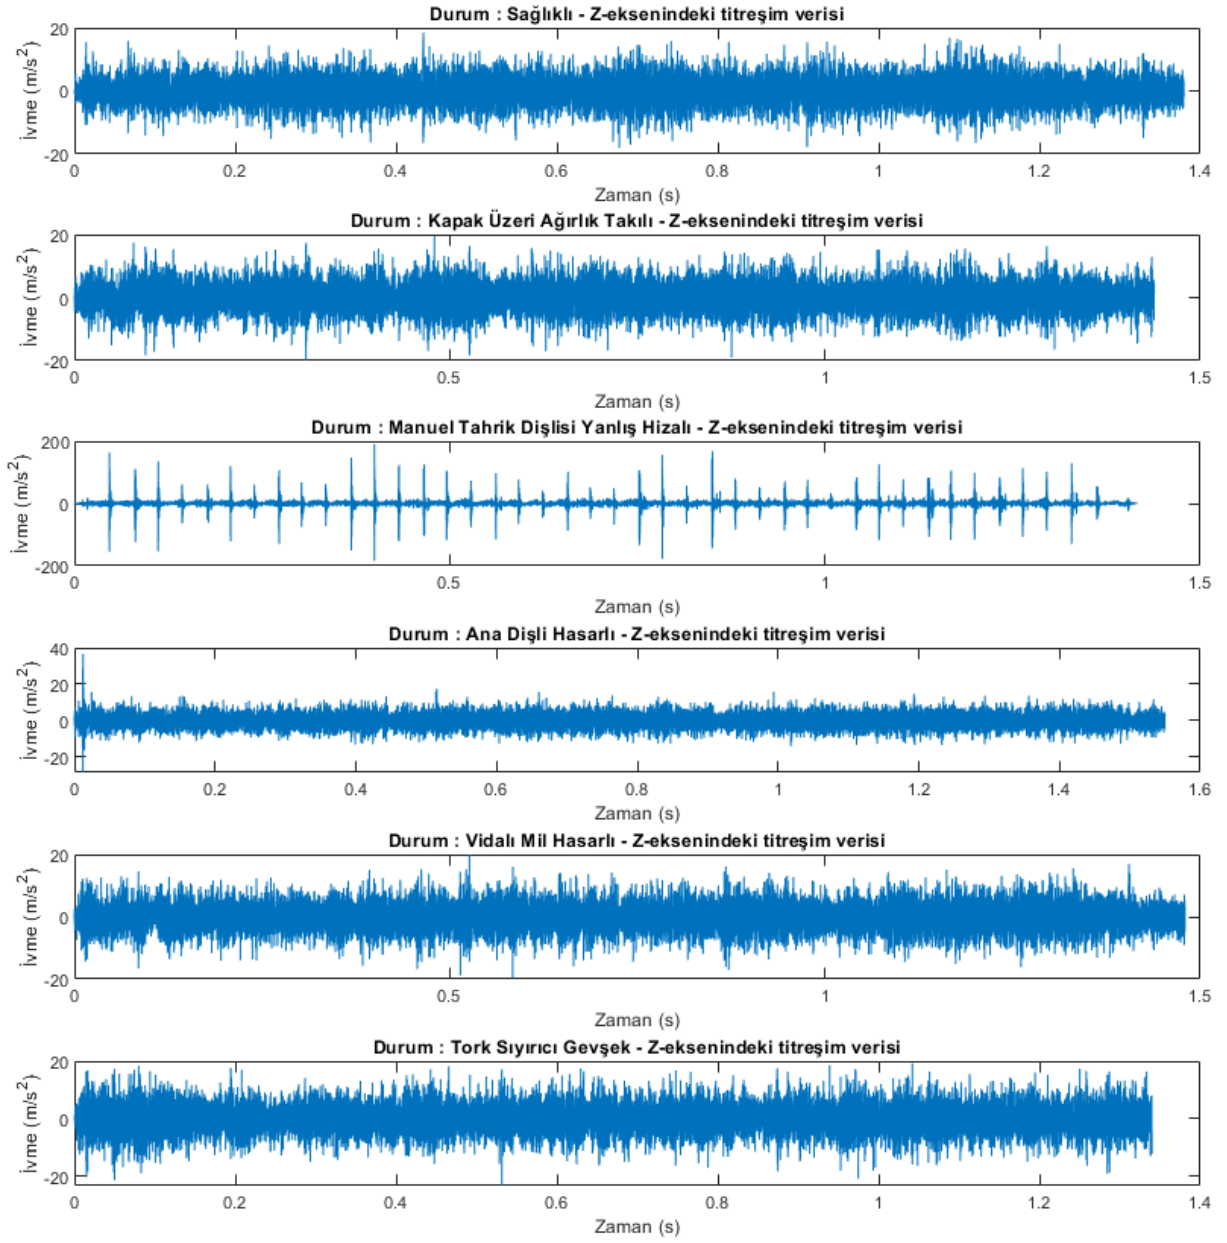 Durum : Sağlıklı - Z-eksenindeki titreşim verisi
20
0
-20
İvme (m/s²)
0 0.2 0.4 0.6 0.8 1 1.2 1.4
Zaman (s)
Durum : Kapak Üzeri Ağırlık Takılı - Z-eksenindeki titreşim verisi
20
0
-20
İvme (m/s²)
0 0.5 1 1.5
Zaman (s)
Durum : Manuel Tahrik Dişlisi Yanlış Hizalı - Z-eksenindeki titreşim verisi
200
0
-200
İvme (m/s²)
0 0.5 1 1.5
Zaman (s)
Durum : Ana Dişli Hasarlı - Z-eksenindeki titreşim verisi
40
20
0
-20
İvme (m/s²)
0 0.2 0.4 0.6 0.8 1 1.2 1.4 1.6
Zaman (s)
Durum : Vidalı Mil Hasarlı - Z-eksenindeki titreşim verisi
20
0
-20
İvme (m/s²)
0 0.5 1 1.5
Zaman (s)
Durum : Tork Sıyırıcı Gevşek - Z-eksenindeki titreşim verisi
20
0
-20
İvme (m/s²)
0 0.2 0.4 0.6 0.8 1 1.2 1.4
Zaman (s)